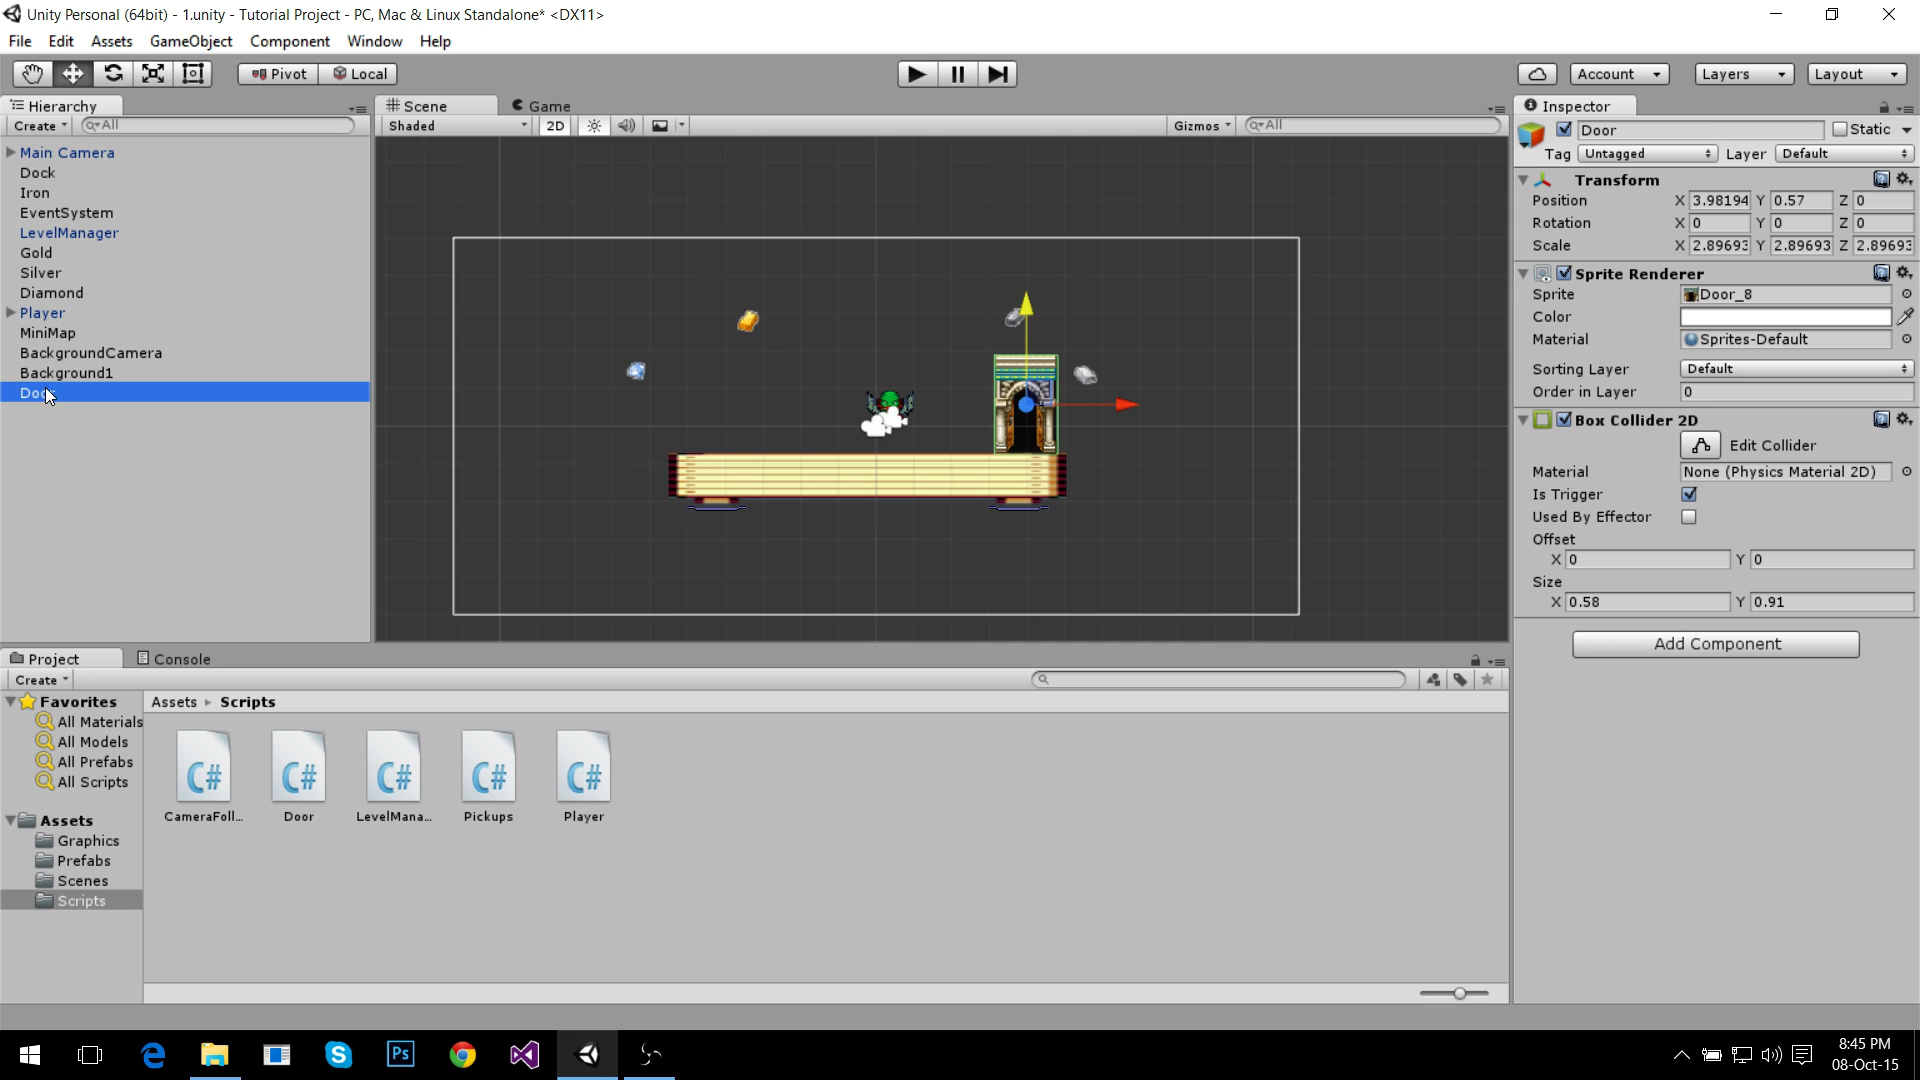 Unity Personal (64bit) - 1.unity - Tutorial Project - PC, Mac & Linux Standalone* <DX11>
File Edit Assets GameObject Component Window Help
Pivot Local Account Layers Layout
Hierarchy Scene Game Inspector
Create All Shaded 2D Gizmos All
Door Static
Tag Untagged Layer Default
Main Camera
Dock
Iron
EventSystem
LevelManager
Gold
Silver
Diamond
Player
MiniMap
BackgroundCamera
Background1
Transform
Position X 3.98194 Y 0.57 Z 0
Rotation X 0 Y 0 Z 0
Scale X 2.89693 Y 2.89693 Z 2.89693
Sprite Renderer
Sprite Door_8
Color
Material Sprites-Default
Sorting Layer Default
Order in Layer 0
Box Collider 2D
Edit Collider
Material None (Physics Material 2D)
Is Trigger
Used By Effector
Offset
X 0 Y 0
Size
X 0.58 Y 0.91
Add Component
Project Console
Create
Favorites
All Materials
All Models
All Prefabs
All Scripts
Assets
Graphics
Prefabs
Scenes
Scripts
Assets Scripts
C# C# C# C# C#
CameraFoll... Door LevelMana... Pickups Player
Ps
8:45 PM
08-Oct-15